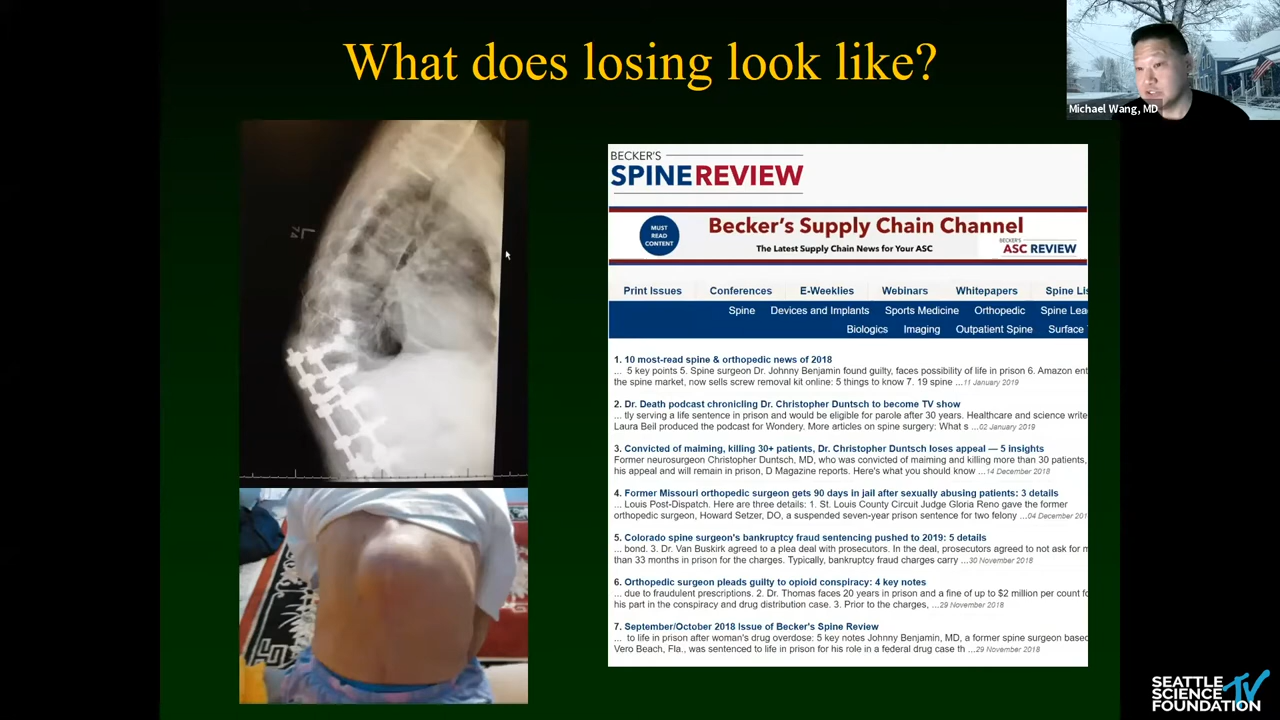 What does losing look like?
Michael Wang, MD
L
BECKER'S
SPINE REVIEW
MUST
READ
CONTENT
Becker's Supply Chain Channel
The Latest Supply Chain News for Your ASC
BECKER'S
ASC REVIEW
Print Issues Conferences E-Weeklies Webinars Whitepapers Spine Lis
Spine Devices and Implants Sports Medicine Orthopedic Spine Lea
Biologics Imaging Outpatient Spine Surface
1. 10 most-read spine & orthopedic news of 2018
... 5 key points 5. Spine surgeon Dr. Johnny Benjamin found guilty, faces possibility of life in prison 6. Amazon ent
the spine market, now sells screw removal kit online: 5 things to know 7. 19 spine ...11 January 2019
2. Dr. Death podcast chronicling Dr. Christopher Duntsch to become TV show
... tly serving a life sentence in prison and would be eligible for parole after 30 years. Healthcare and science write
Laura Beil produced the podcast for Wondery. More articles on spine surgery: What s ...02 January 2019
3. Convicted of maiming, killing 30+ patients, Dr. Christopher Duntsch loses appeal — 5 insights
Former neurosurgeon Christopher Duntsch, MD, who was convicted of maiming and killing more than 30 patients,
his appeal and will remain in prison, D Magazine reports. Here's what you should know ...14 December 2018
4. Former Missouri orthopedic surgeon gets 90 days in jail after sexually abusing patients: 3 details
... Louis Post-Dispatch. Here are three details: 1. St. Louis County Circuit Judge Gloria Reno gave the former
orthopedic surgeon, Howard Setzer, DO, a suspended seven-year prison sentence for two felony ...04 December 201
5. Colorado spine surgeon's bankruptcy fraud sentencing pushed to 2019: 5 details
... bond. 3. Dr. Van Buskirk agreed to a plea deal with prosecutors. In the deal, prosecutors agreed to not ask for m
than 33 months in prison for the charges. Typically, bankruptcy fraud charges carry ...30 November 2018
6. Orthopedic surgeon pleads guilty to opioid conspiracy: 4 key notes
... due to fraudulent prescriptions. 2. Dr. Thomas faces 20 years in prison and a fine of up to $2 million per count fo
his part in the conspiracy and drug distribution case. 3. Prior to the charges, ...29 November 2018
7. September/October 2018 Issue of Becker's Spine Review
... to life in prison after woman's drug overdose: 5 key notes Johnny Benjamin, MD, a former spine surgeon based
Vero Beach, Fla., was sentenced to life in prison for his role in a federal drug case th ...29 November 2018
SEATTLE
SCIENCE TV
FOUNDATION